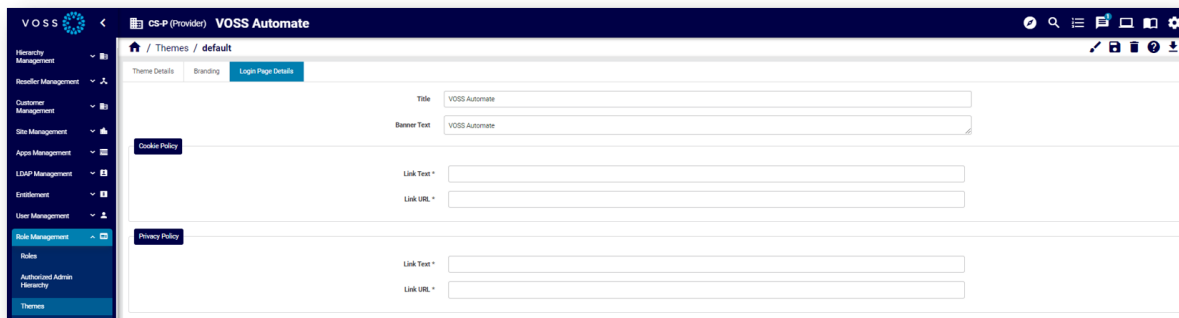 VOSS
CS-P (Provider) VOSS Automate
/ Themes / default
Theme Details
Branding
Login Page Details
Hierarchy
Management
Reseller Management
Customer
Management
Site Management
Apps Management
LDAP Management
Entitlement
User Management
Role Management
Roles
Authorized Admin
Hierarchy
Themes
Title
VOSS Automate
Banner Text
VOSS Automate
Cookie Policy
Link Text *
Link URL *
Privacy Policy
Link Text *
Link URL *